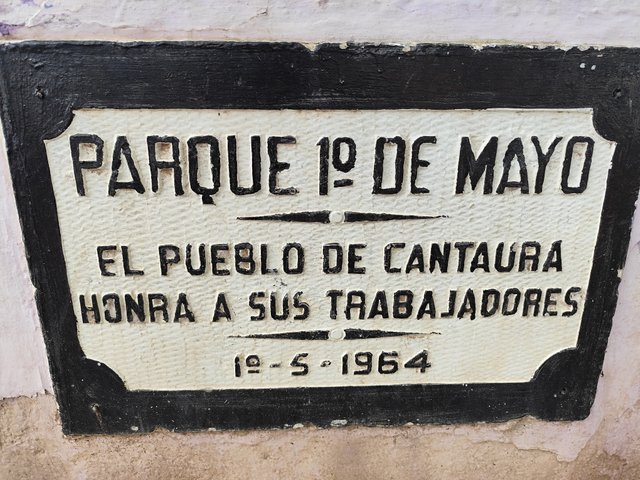 PARQUE 1º DE MAYO
EL PUEBLO DE CANTAURA
HONRA A SUS TRABAJADORES
1º-5-1964